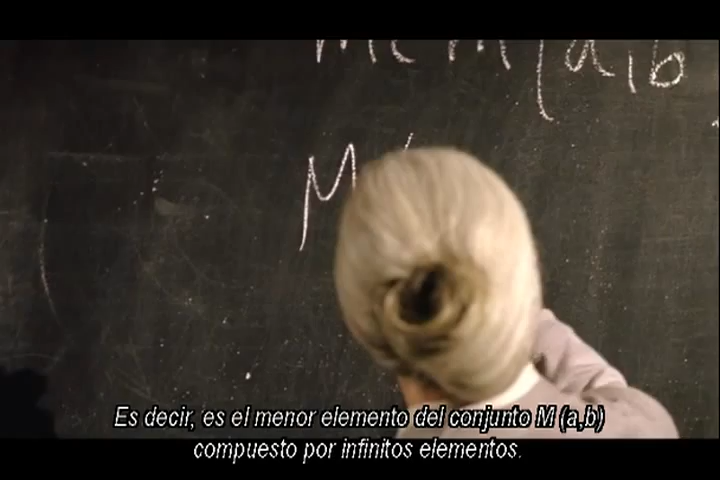 m(a,b
M(
Es decir, es el menor elemento del conjunto M (a,b)
compuesto por infinitos elementos.